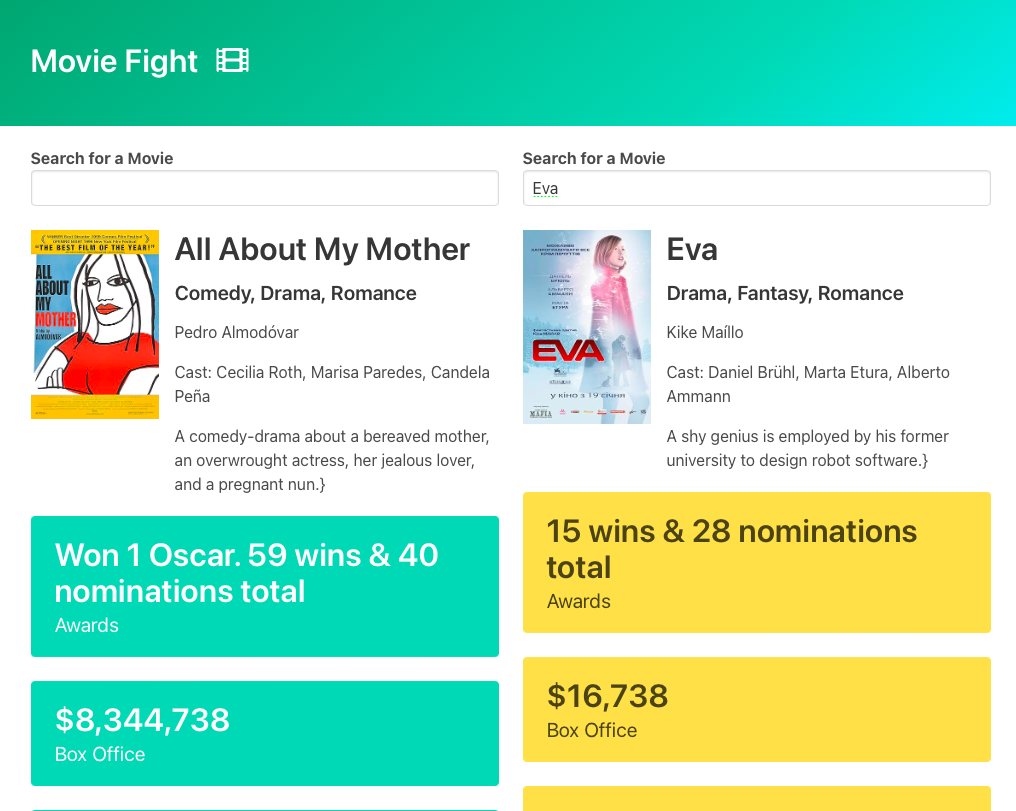 Movie Fight
Search for a Movie
All About My Mother
Comedy, Drama, Romance
Pedro Almodóvar
Cast: Cecilia Roth, Marisa Paredes, Candela
Peña
A comedy-drama about a bereaved mother,
an overwrought actress, her jealous lover,
and a pregnant nun.}
"THE BEST FILM OF THE YEAR!"
ALL
ABOUT
MY
MOTHER
Won 1 Oscar. 59 wins & 40
nominations total
Awards
$8,344,738
Box Office
Search for a Movie
Eva
Eva
Drama, Fantasy, Romance
Kike Maíllo
Cast: Daniel Brühl, Marta Etura, Alberto
Ammann
A shy genius is employed by his former
university to design robot software.}
EVA
у кіно з 19 січня
15 wins & 28 nominations
total
Awards
$16,738
Box Office